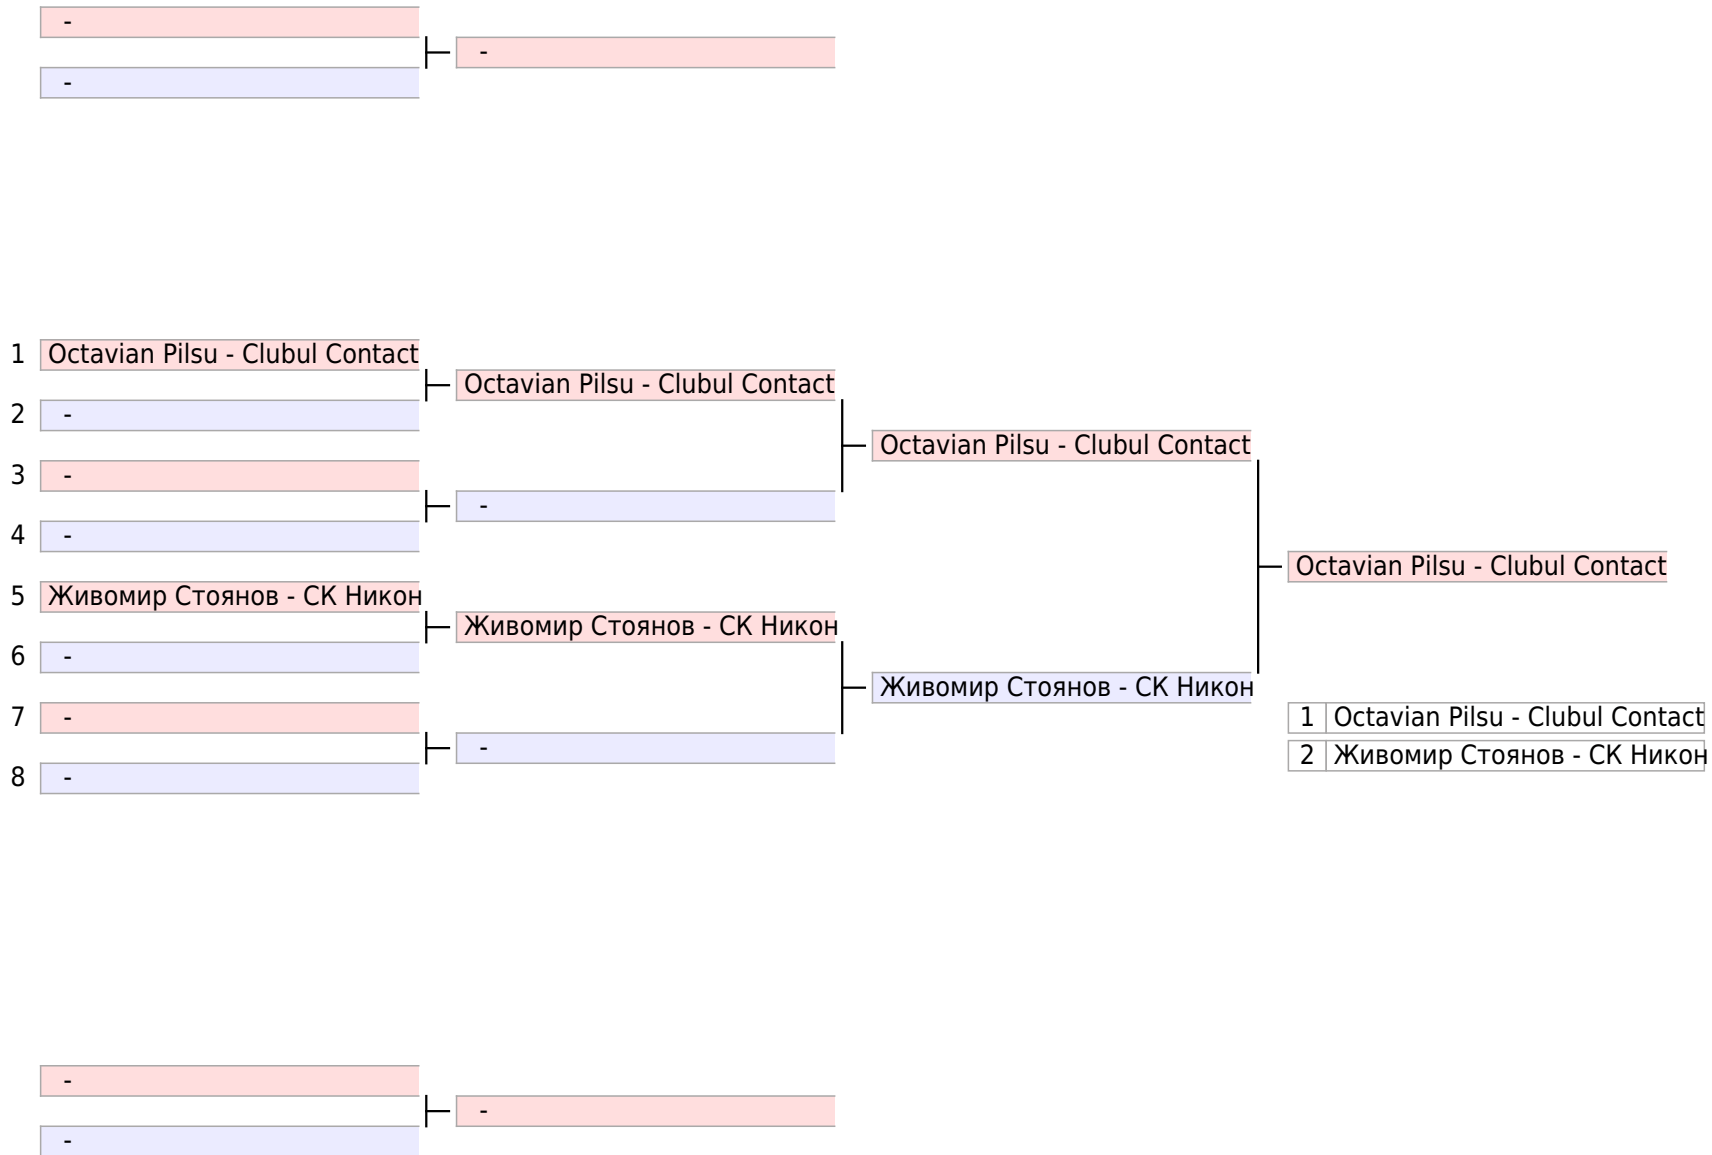 -
-
-
1 Octavian Pilsu - Clubul Contact
Octavian Pilsu - Clubul Contact
2 -
Octavian Pilsu - Clubul Contact
3 -
-
4 -
Octavian Pilsu - Clubul Contact
5 Живомир Стоянов - СК Никон
Живомир Стоянов - СК Никон
6 -
Живомир Стоянов - СК Никон
7 -
1 Octavian Pilsu - Clubul Contact
-
2 Живомир Стоянов - СК Никон
8 -
-
-
-